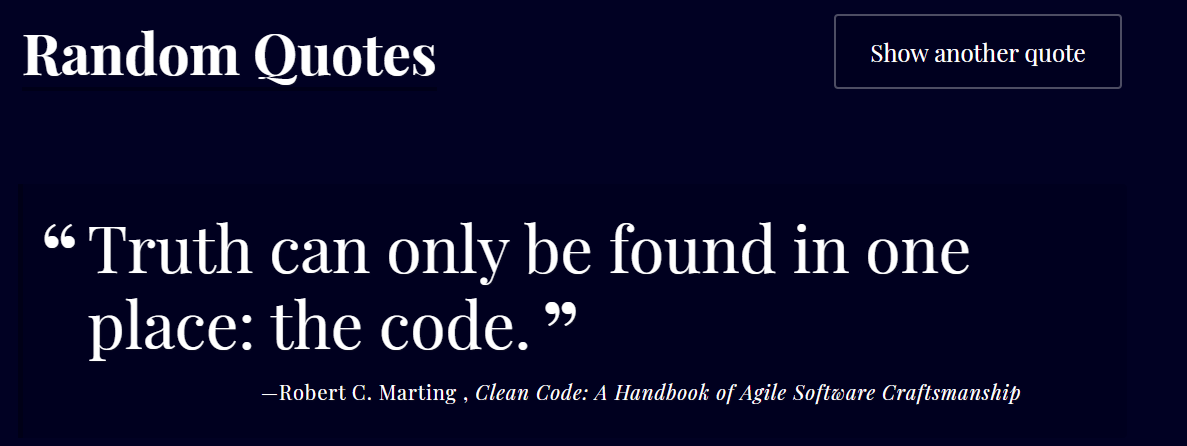 Random Quotes
Show another quote
“ Truth can only be found in one
place: the code. ”
—Robert C. Marting , Clean Code: A Handbook of Agile Software Craftsmanship